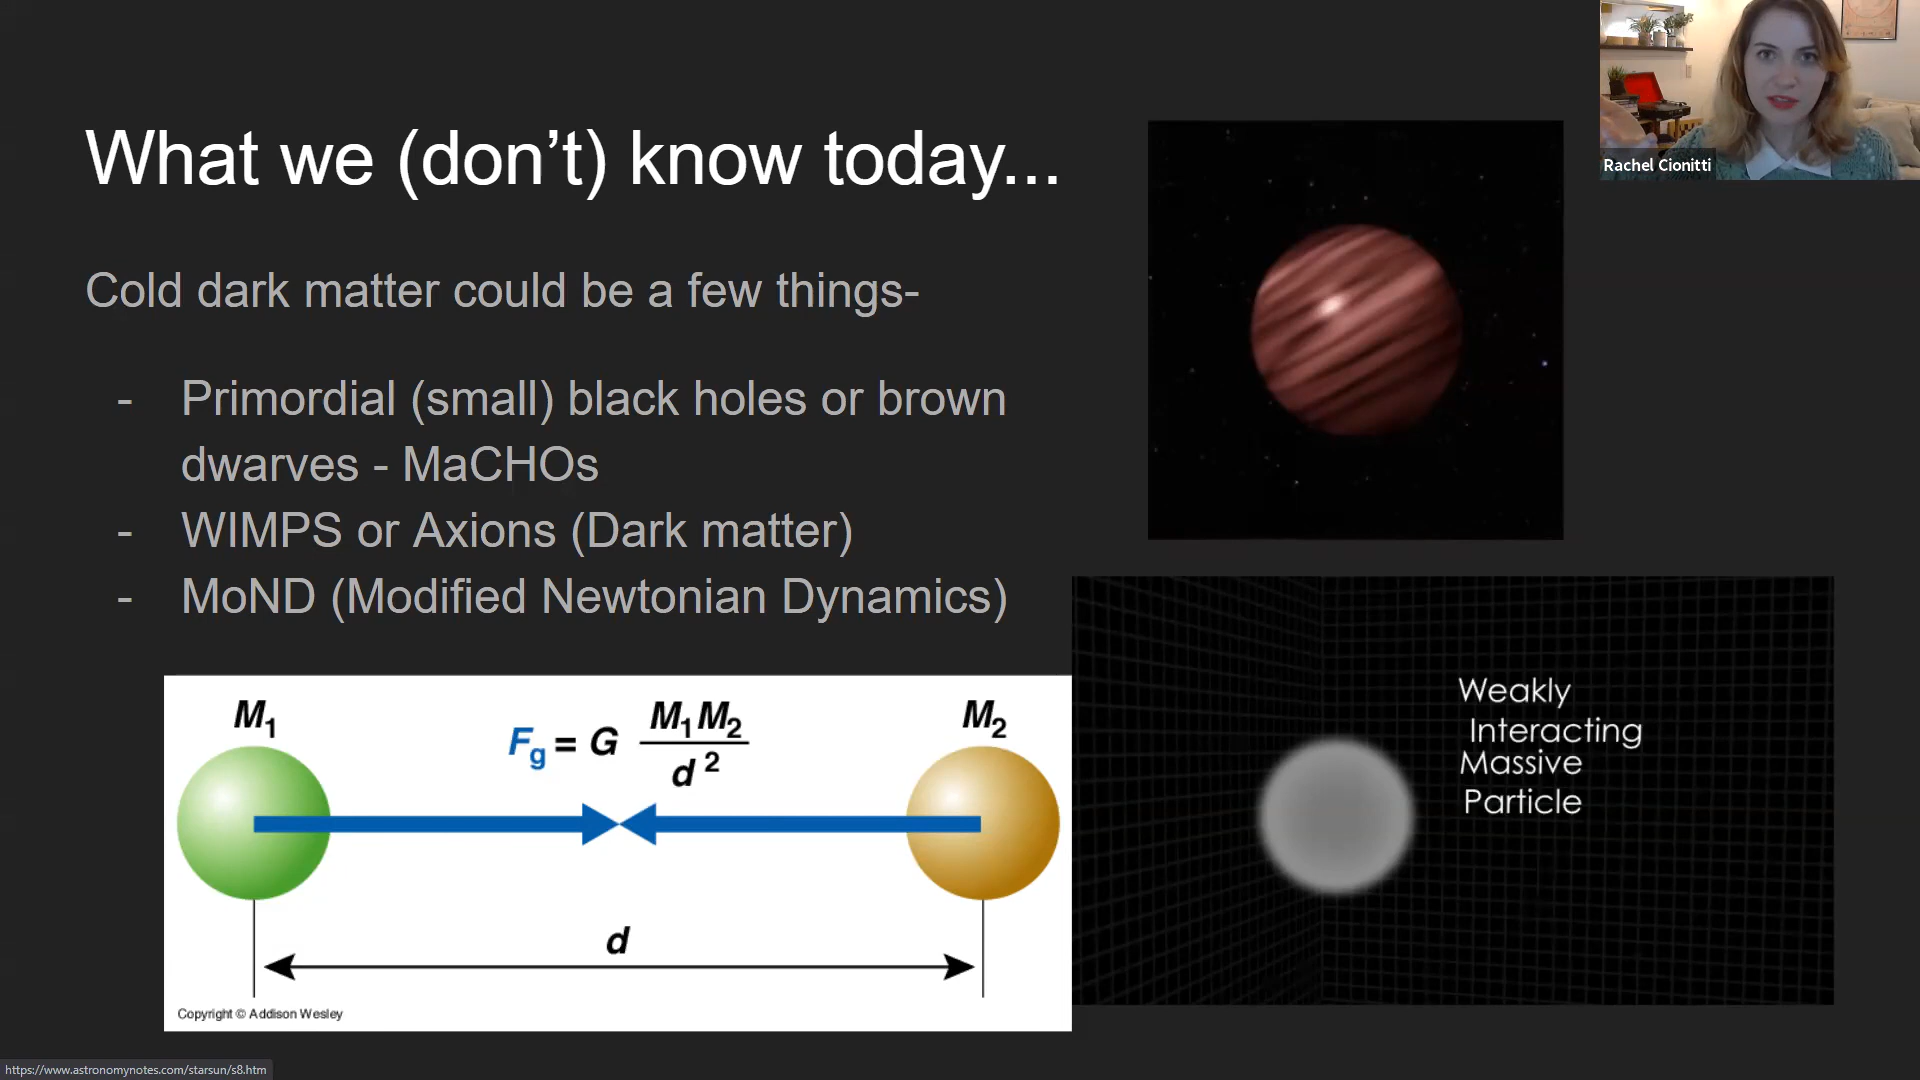 What we (don't) know today...
Rachel Cionitti
Cold dark matter could be a few things-
- Primordial (small) black holes or brown
dwarves - MaCHOs
- WIMPS or Axions (Dark matter)
- MoND (Modified Newtonian Dynamics)
M₁
F_g = G M₁M₂ / d²
M₂
d
Copyright © Addison Wesley
Weakly
Interacting
Massive
Particle
https://www.astronomynotes.com/starsun/s8.htm